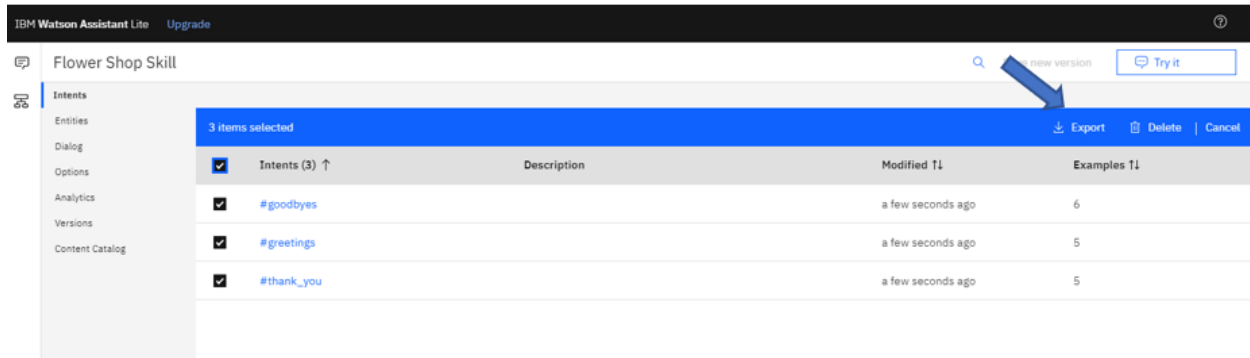 IBM Watson Assistant Lite Upgrade
Flower Shop Skill new version Try it
Intents
Entities
Dialog
Options
Analytics
Versions
Content Catalog
3 items selected Export Delete | Cancel
Intents (3) ↑ Description Modified ↑↓ Examples ↑↓
#goodbyes a few seconds ago 6
#greetings a few seconds ago 5
#thank_you a few seconds ago 5